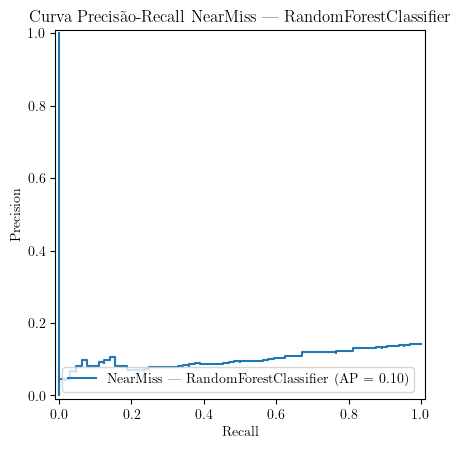 Curva Precisão-Recall NearMiss — RandomForestClassifier
1.0
0.8
0.6
0.4
0.2
0.0
Precision
NearMiss — RandomForestClassifier (AP = 0.10)
0.0 0.2 0.4 0.6 0.8 1.0
Recall